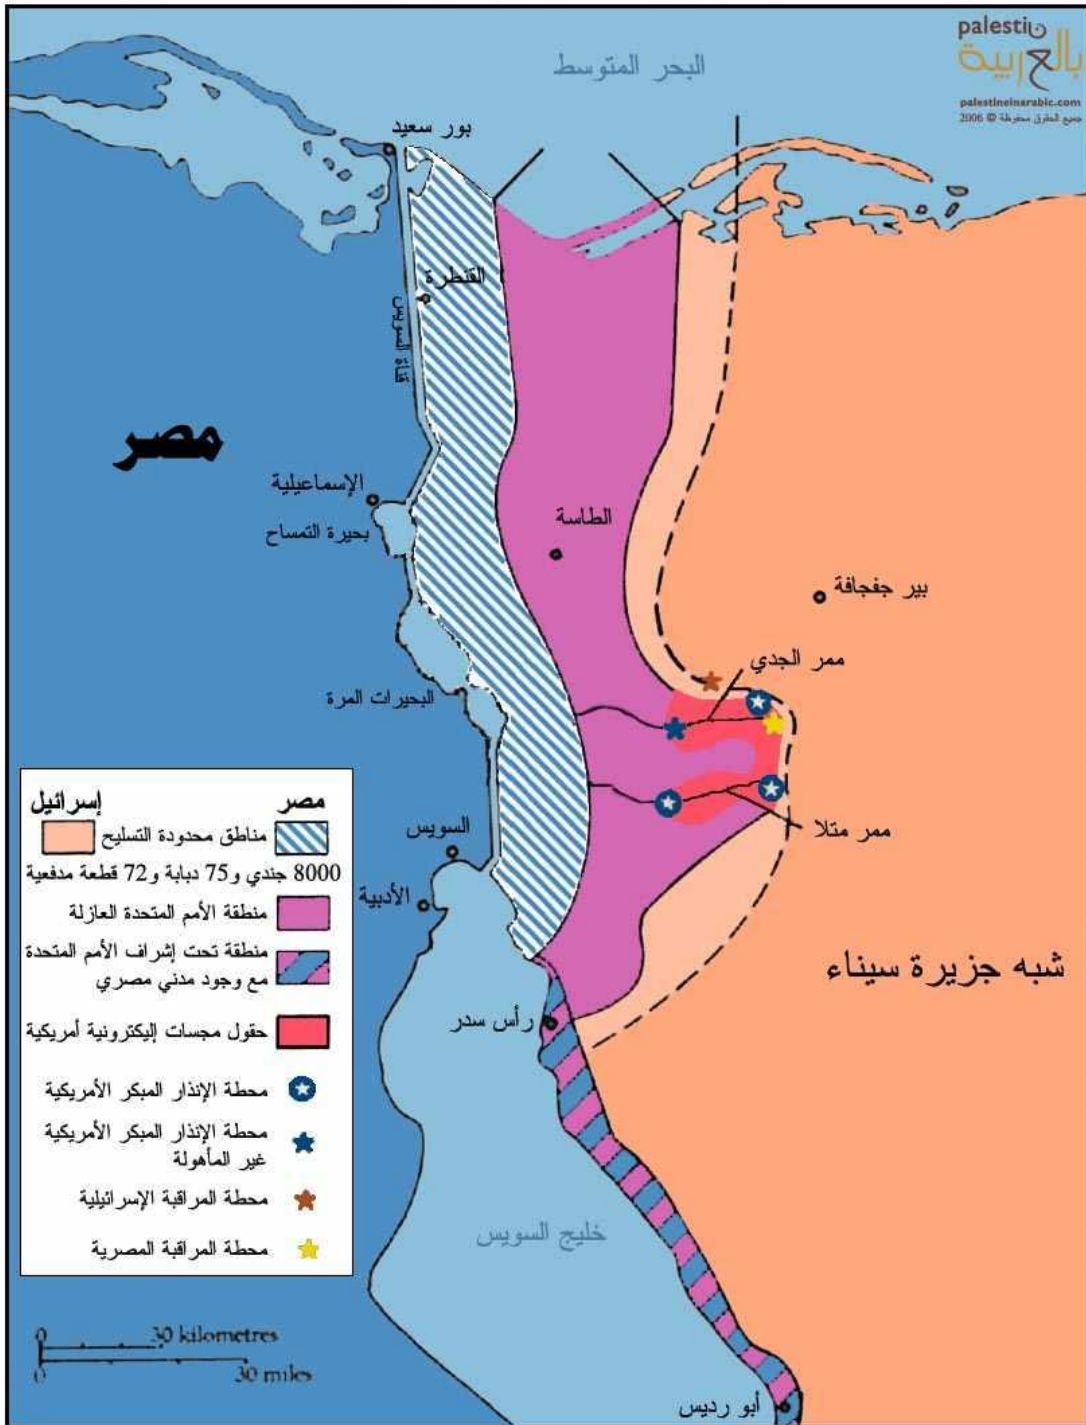 palestin
بالعربية
palestineinarabic.com
جميع الحقوق محفوظة © 2006
البحر المتوسط
بور سعيد
القنطرة
قناة السويس
مصر
الإسماعيلية
بحيرة التمساح
الطاسة
بير جفجافة
ممر الجدي
البحيرات المرة
ممر متلا
السويس
الأدبية
شبه جزيرة سيناء
رأس سدر
خليج السويس
أبو رديس
مصر إسرائيل
مناطق محدودة التسليح
8000 جندي و75 دبابة و72 قطعة مدفعية
منطقة الأمم المتحدة العازلة
منطقة تحت إشراف الأمم المتحدة
مع وجود مدني مصري
حقول مجسات إليكترونية أمريكية
محطة الإنذار المبكر الأمريكية
محطة الإنذار المبكر الأمريكية
غير المأهولة
محطة المراقبة الإسرائيلية
محطة المراقبة المصرية
0 30 kilometres
0 30 miles